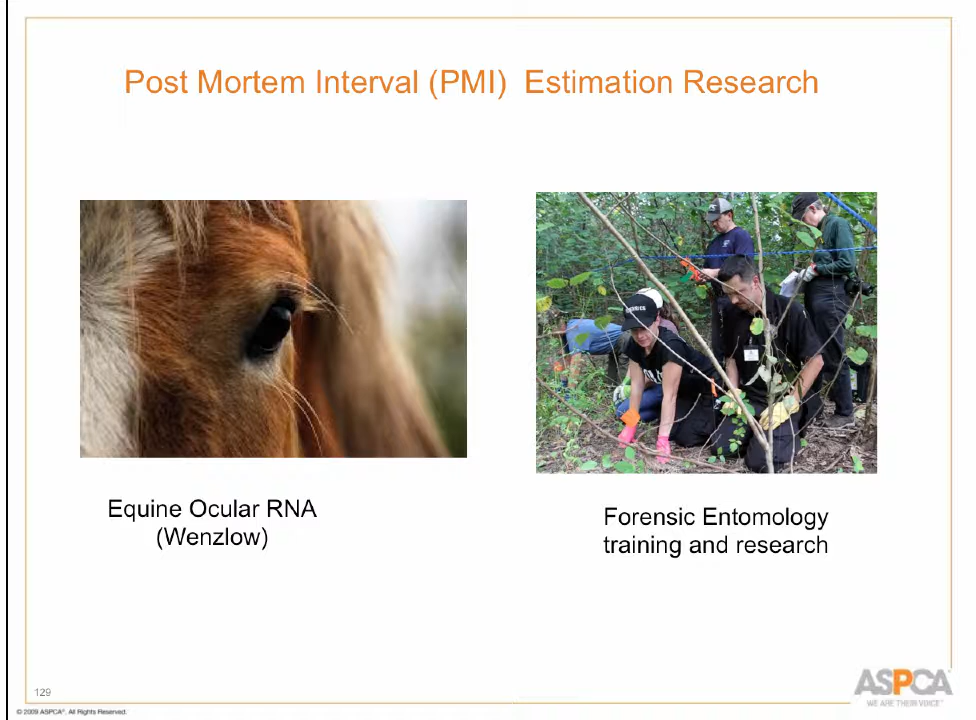 Post Mortem Interval (PMI) Estimation Research
Equine Ocular RNA
(Wenzlow)
Forensic Entomology
training and research
129
ASPCA®
WE ARE THEIR VOICE™
© 2009 ASPCA®. All Rights Reserved.